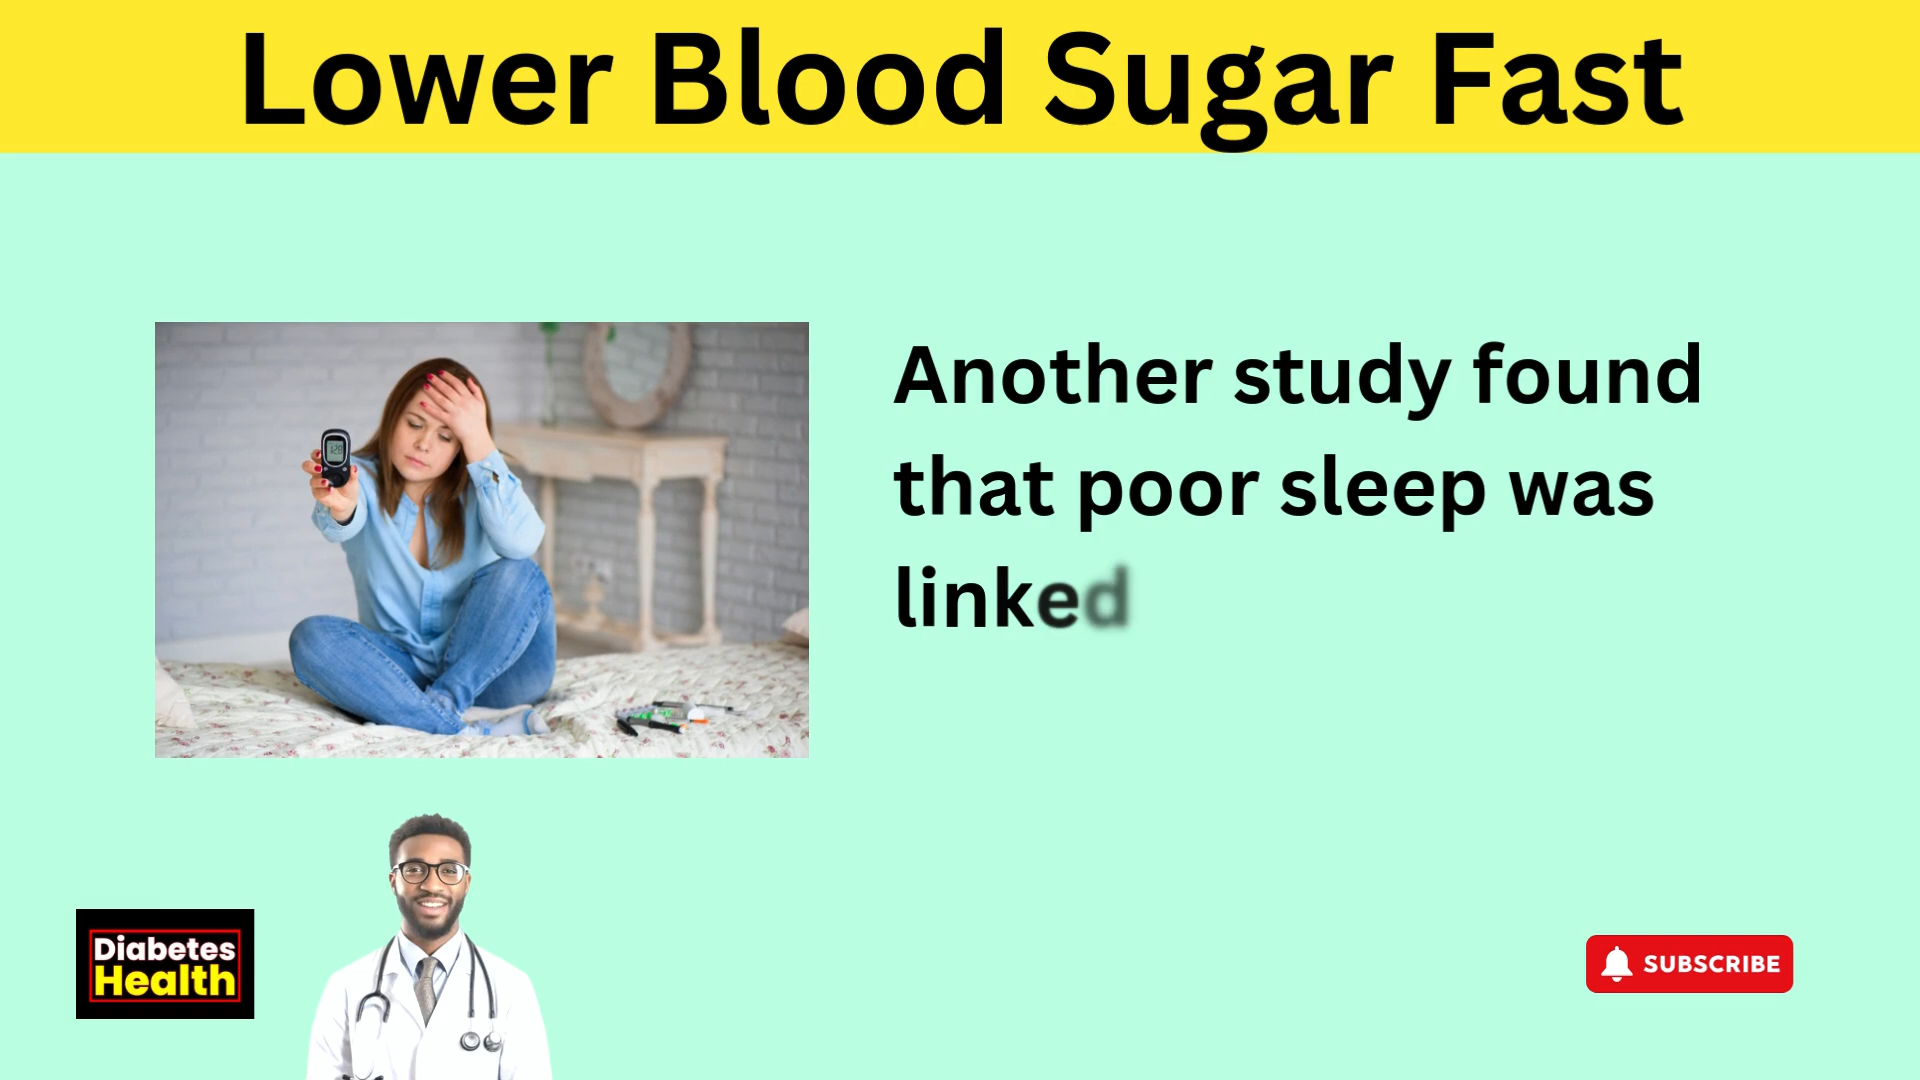 Lower Blood Sugar Fast
Another study found
that poor sleep was
linked
Diabetes
Health
SUBSCRIBE